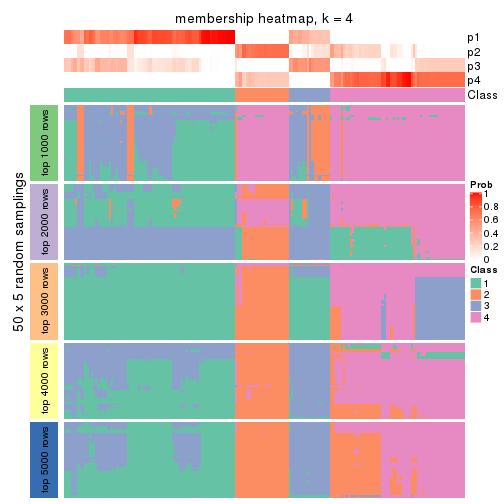 membership heatmap, k = 4
p1
p2
p3
p4
Class
50 x 5 random samplings
top 1000 rows
top 2000 rows
top 3000 rows
top 4000 rows
top 5000 rows
Prob
1
0.8
0.6
0.4
0.2
0
Class
1
2
3
4